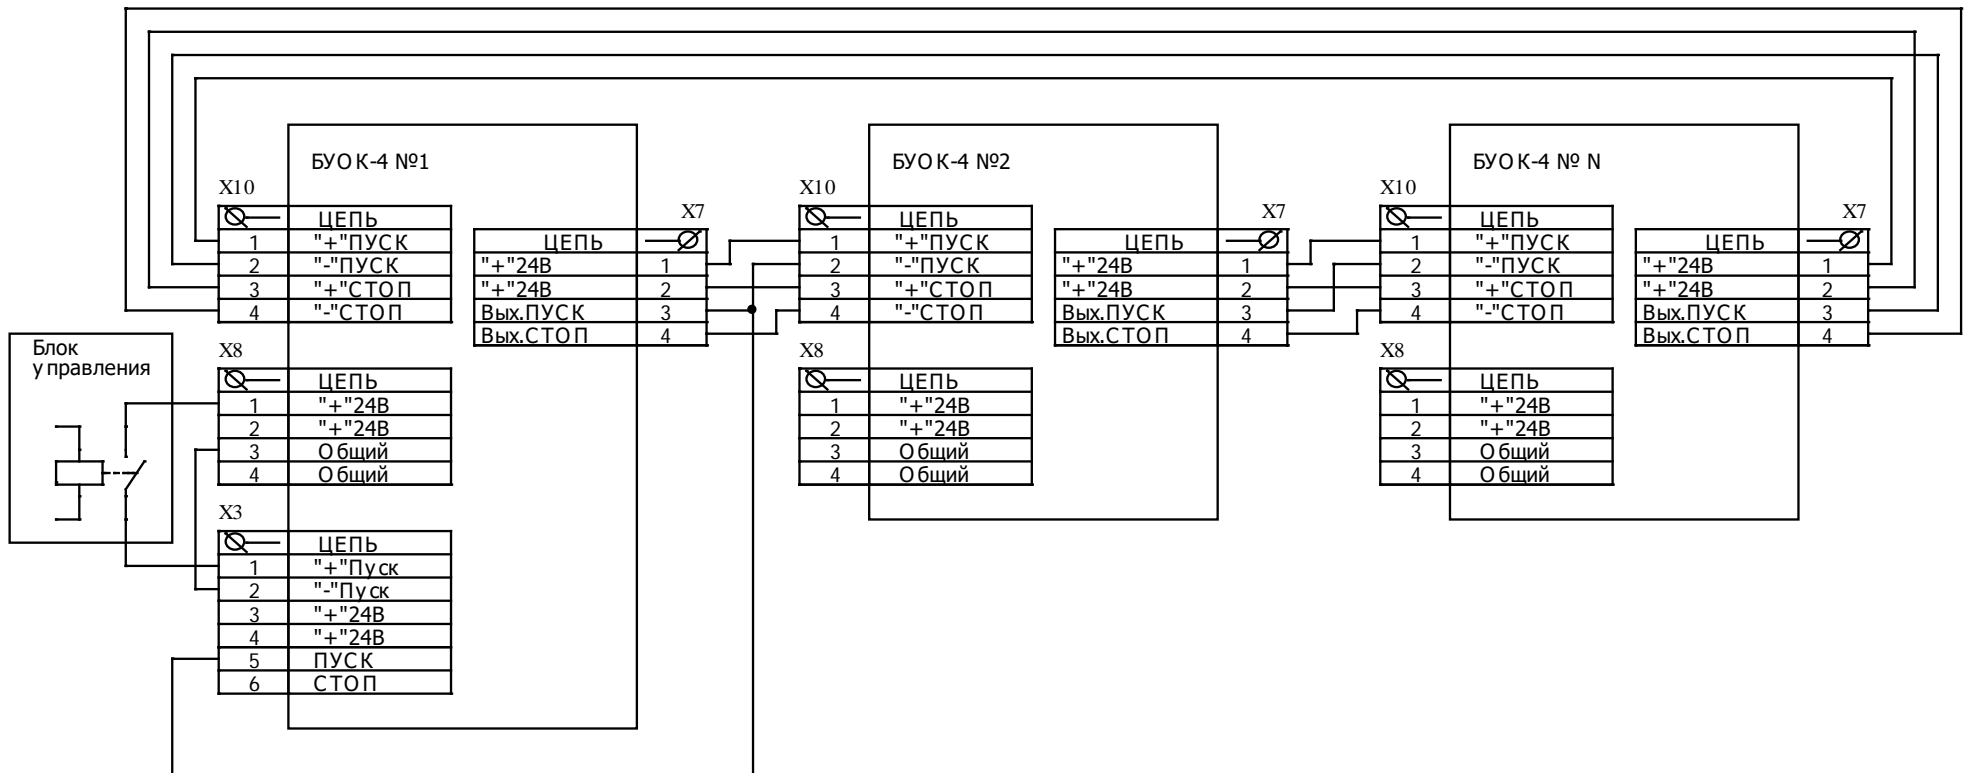 БУОК-4 №1
X10
ЦЕПЬ
1 "+"ПУСК
2 "-"ПУСК
3 "+"СТОП
4 "-"СТОП
X7
ЦЕПЬ
"+"24В 1
"+"24В 2
Вых.ПУСК 3
Вых.СТОП 4
Блок
управления
X8
ЦЕПЬ
1 "+"24В
2 "+"24В
3 Общий
4 Общий
X3
ЦЕПЬ
1 "+"Пуск
2 "-"Пуск
3 "+"24В
4 "+"24В
5 ПУСК
6 СТОП
БУОК-4 №2
X10
ЦЕПЬ
1 "+"ПУСК
2 "-"ПУСК
3 "+"СТОП
4 "-"СТОП
X7
ЦЕПЬ
"+"24В 1
"+"24В 2
Вых.ПУСК 3
Вых.СТОП 4
X8
ЦЕПЬ
1 "+"24В
2 "+"24В
3 Общий
4 Общий
БУОК-4 № N
X10
ЦЕПЬ
1 "+"ПУСК
2 "-"ПУСК
3 "+"СТОП
4 "-"СТОП
X7
ЦЕПЬ
"+"24В 1
"+"24В 2
Вых.ПУСК 3
Вых.СТОП 4
X8
ЦЕПЬ
1 "+"24В
2 "+"24В
3 Общий
4 Общий